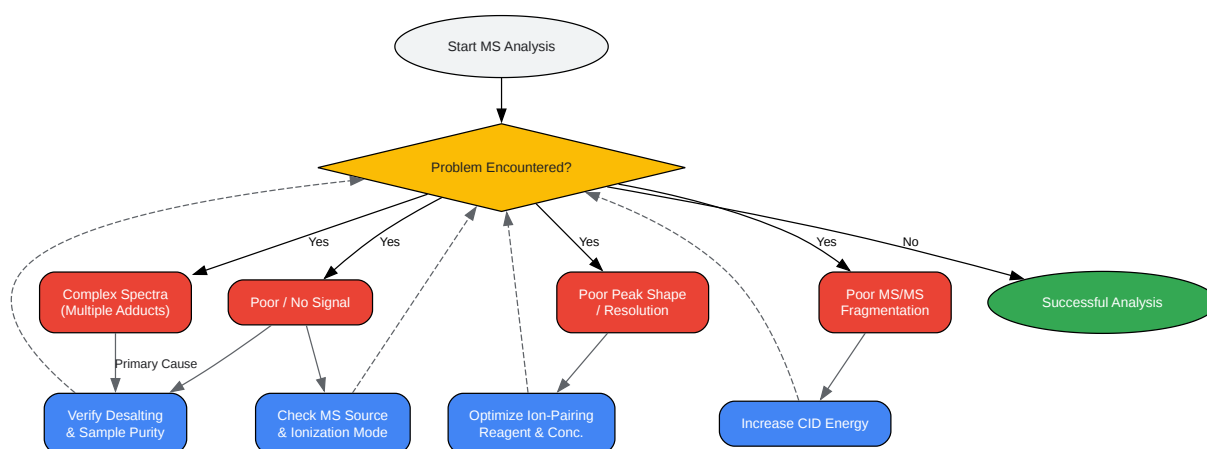 Start MS Analysis
Problem Encountered?
Yes
Yes
Yes
Yes
No
Complex Spectra
(Multiple Adducts)
Poor / No Signal
Poor Peak Shape
/ Resolution
Poor MS/MS
Fragmentation
Successful Analysis
Primary Cause
Verify Desalting
& Sample Purity
Check MS Source
& Ionization Mode
Optimize Ion-Pairing
Reagent & Conc.
Increase CID Energy